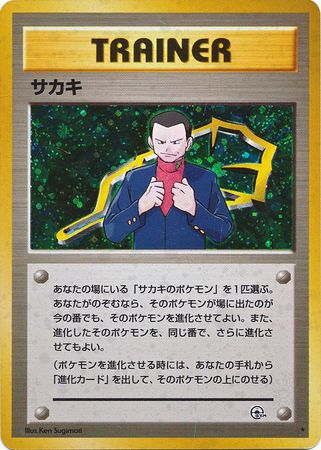 TRAINER
サカキ
あなたの場にいる「サカキのポケモン」を1匹選ぶ。
あなたがのぞむなら、そのポケモンが場に出たのが
今の番でも、そのポケモンを進化させてよい。また、
進化したそのポケモンを、同じ番で、さらに進化させ
てもよい。
(ポケモンを進化させる時には、あなたの手札から
「進化カード」を出して、そのポケモンの上にのせる)
Illus.Ken Sugimori